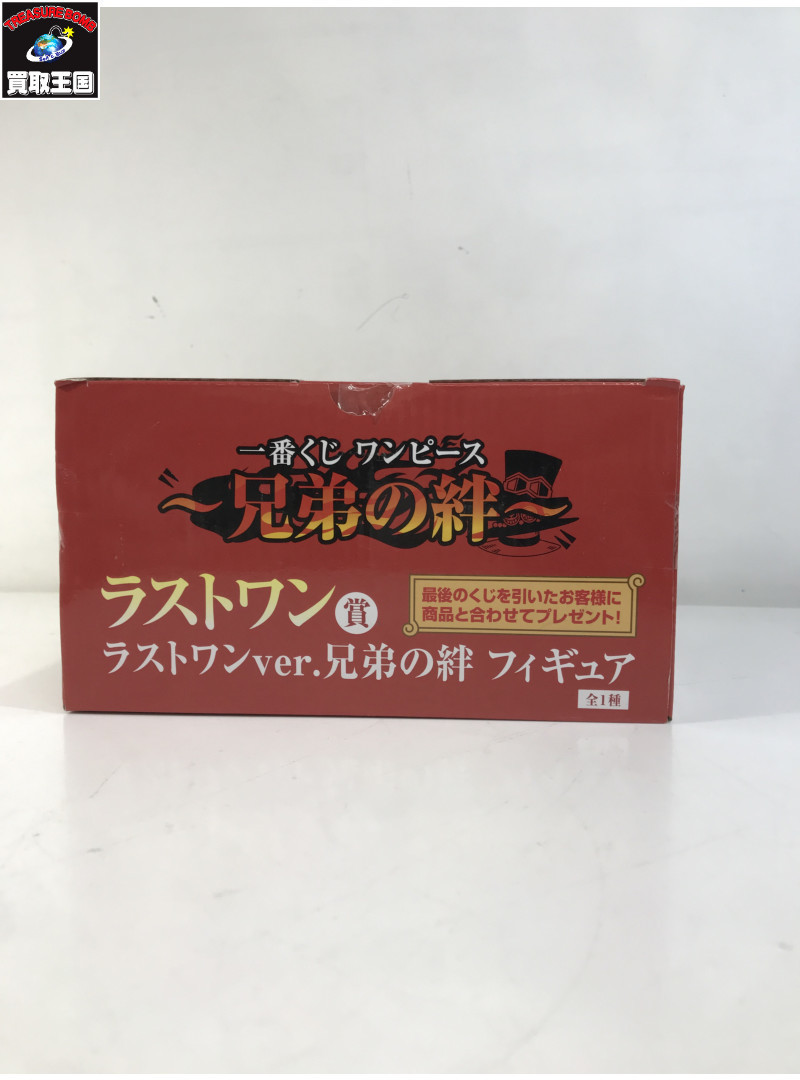 TREASURE BOMB
買取王国
一番くじ ワンピース
～兄弟の絆～
ラストワン賞
最後のくじを引いたお客様に
商品と合わせてプレゼント！
ラストワンver.兄弟の絆 フィギュア
全1種